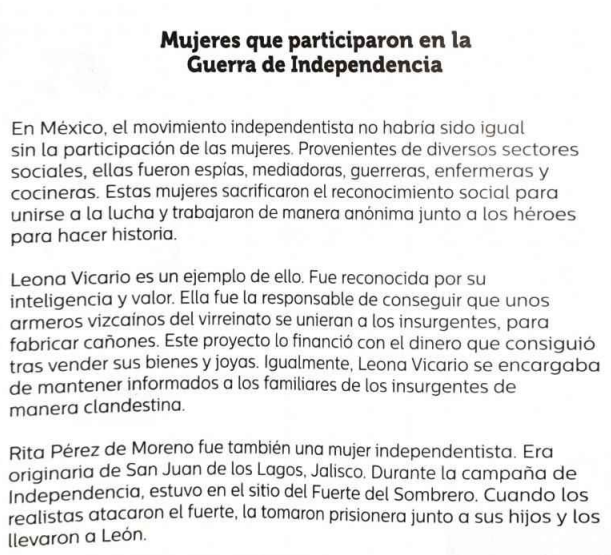 Mujeres que participaron en la
Guerra de Independencia
En México, el movimiento independentista no habría sido igual
sin la participación de las mujeres. Provenientes de diversos sectores
sociales, ellas fueron espías, mediadoras, guerreras, enfermeras y
cocineras. Estas mujeres sacrificaron el reconocimiento social para
unirse a la lucha y trabajaron de manera anónima junto a los héroes
para hacer historia.
Leona Vicario es un ejemplo de ello. Fue reconocida por su
inteligencia y valor. Ella fue la responsable de conseguir que unos
armeros vizcaínos del virreinato se unieran a los insurgentes, para
fabricar cañones. Este proyecto lo financió con el dinero que consiguió
tras vender sus bienes y joyas. Igualmente, Leona Vicario se encargaba
de mantener informados a los familiares de los insurgentes de
manera clandestina.
Rita Pérez de Moreno fue también una mujer independentista. Era
originaria de San Juan de los Lagos, Jalisco. Durante la campaña de
Independencia, estuvo en el sitio del Fuerte del Sombrero. Cuando los
realistas atacaron el fuerte, la tomaron prisionera junto a sus hijos y los
llevaron a León.